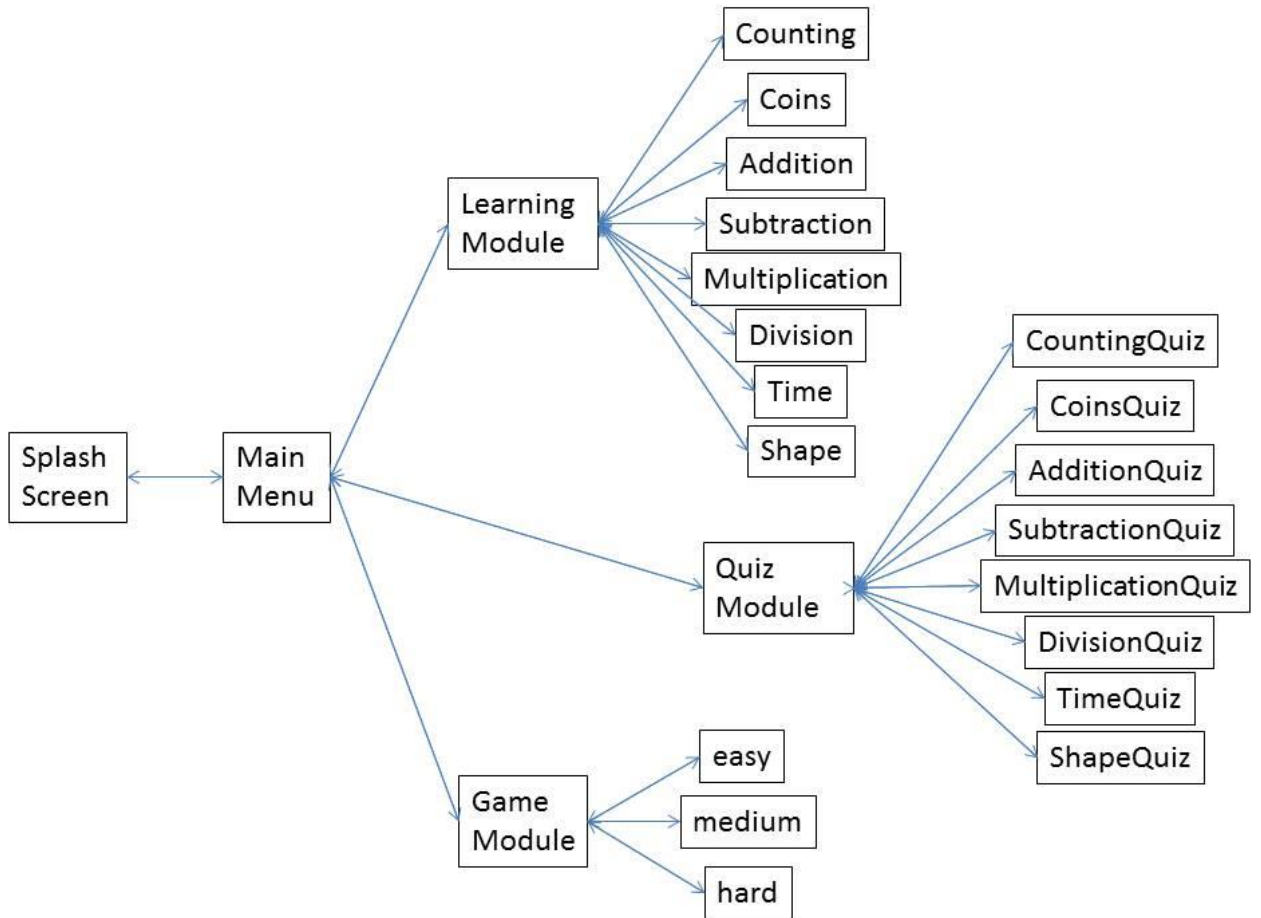 Splash
Screen
Main
Menu
Learning
Module
Counting
Coins
Addition
Subtraction
Multiplication
Division
Time
Shape
Quiz
Module
CountingQuiz
CoinsQuiz
AdditionQuiz
SubtractionQuiz
MultiplicationQuiz
DivisionQuiz
TimeQuiz
ShapeQuiz
Game
Module
easy
medium
hard